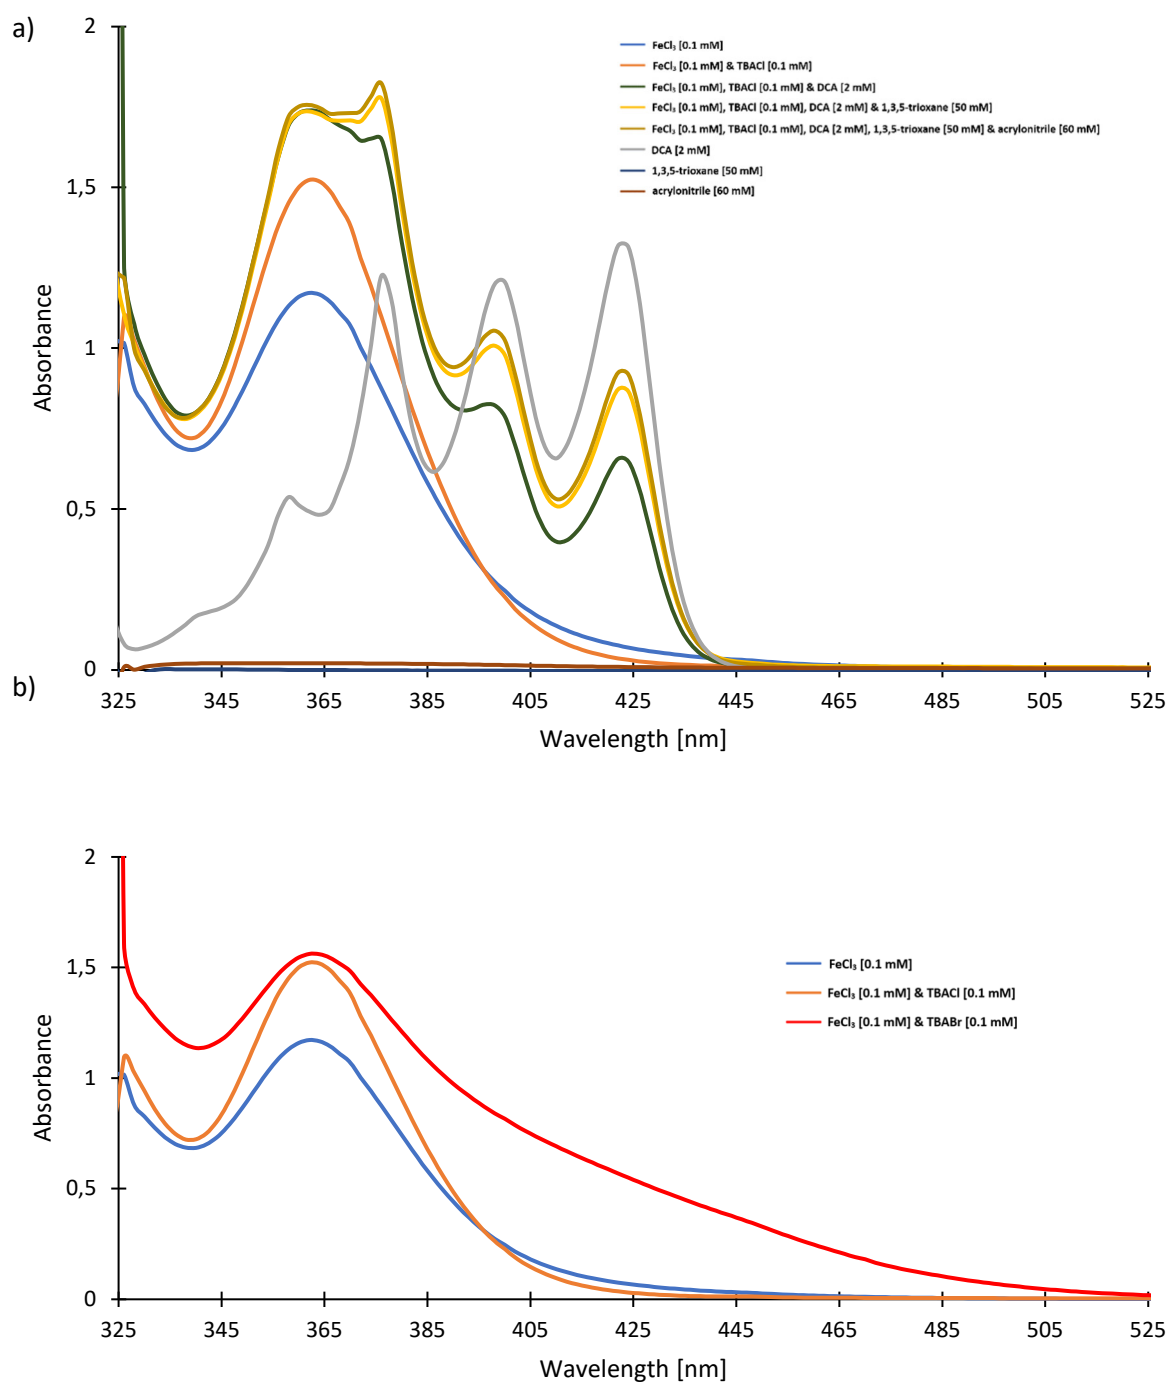 a)
2
1,5
1
0,5
0
Absorbance
FeCl₃ [0.1 mM]
FeCl₃ [0.1 mM] & TBACl [0.1 mM]
FeCl₃ [0.1 mM], TBACl [0.1 mM] & DCA [2 mM]
FeCl₃ [0.1 mM], TBACl [0.1 mM], DCA [2 mM] & 1,3,5-trioxane [50 mM]
FeCl₃ [0.1 mM], TBACl [0.1 mM], DCA [2 mM], 1,3,5-trioxane [50 mM] & acrylonitrile [60 mM]
DCA [2 mM]
1,3,5-trioxane [50 mM]
acrylonitrile [60 mM]
325 345 365 385 405 425 445 465 485 505 525
Wavelength [nm]
b)
2
1,5
1
0,5
0
Absorbance
FeCl₃ [0.1 mM]
FeCl₃ [0.1 mM] & TBACl [0.1 mM]
FeCl₃ [0.1 mM] & TBABr [0.1 mM]
325 345 365 385 405 425 445 465 485 505 525
Wavelength [nm]